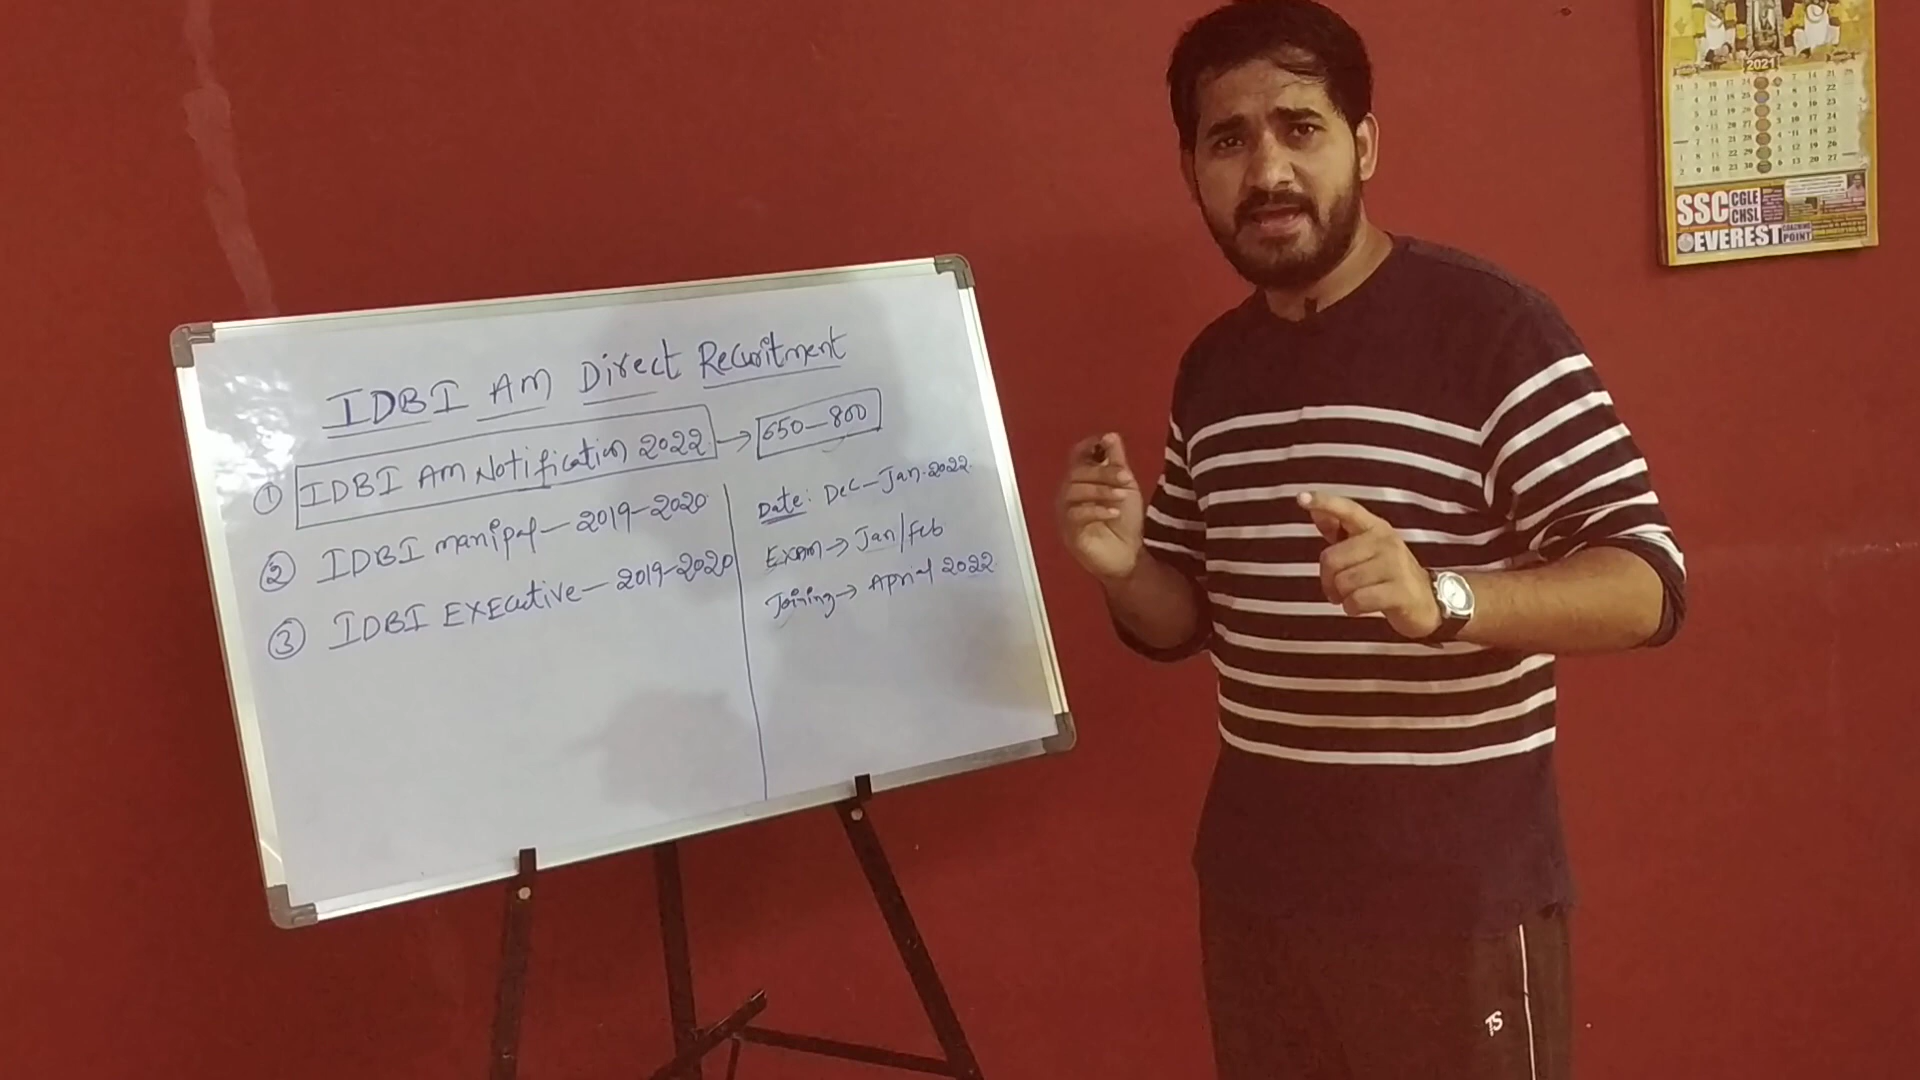 IDBI AM Direct Recuritment
① IDBI AM Notification 2022 → 650-800
② IDBI manipal - 2019-2020
③ IDBI EXEcutive - 2019-2020
Date: Dec - Jan. 2022
Exam → Jan/Feb
Joining → April 2022
2021
SSC CGLE
CHSL
EVEREST COACHING
POINT
TS